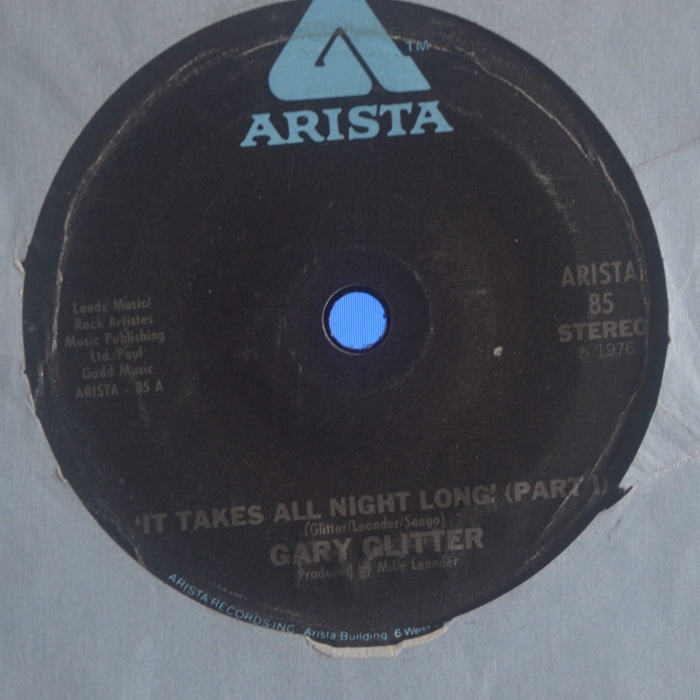 TM
ARISTA
Leeds Music/
Rock Artistes
Music Publishing
Ltd./Paul
Gadd Music
ARISTA - 85 A
ARISTA
85
STEREO
℗ 1976
'IT TAKES ALL NIGHT LONG' (PART 1)
(Glitter/Leander/Seago)
GARY GLITTER
Produced by Mike Leander
ARISTA RECORDS INC. Arista Building, 6 West